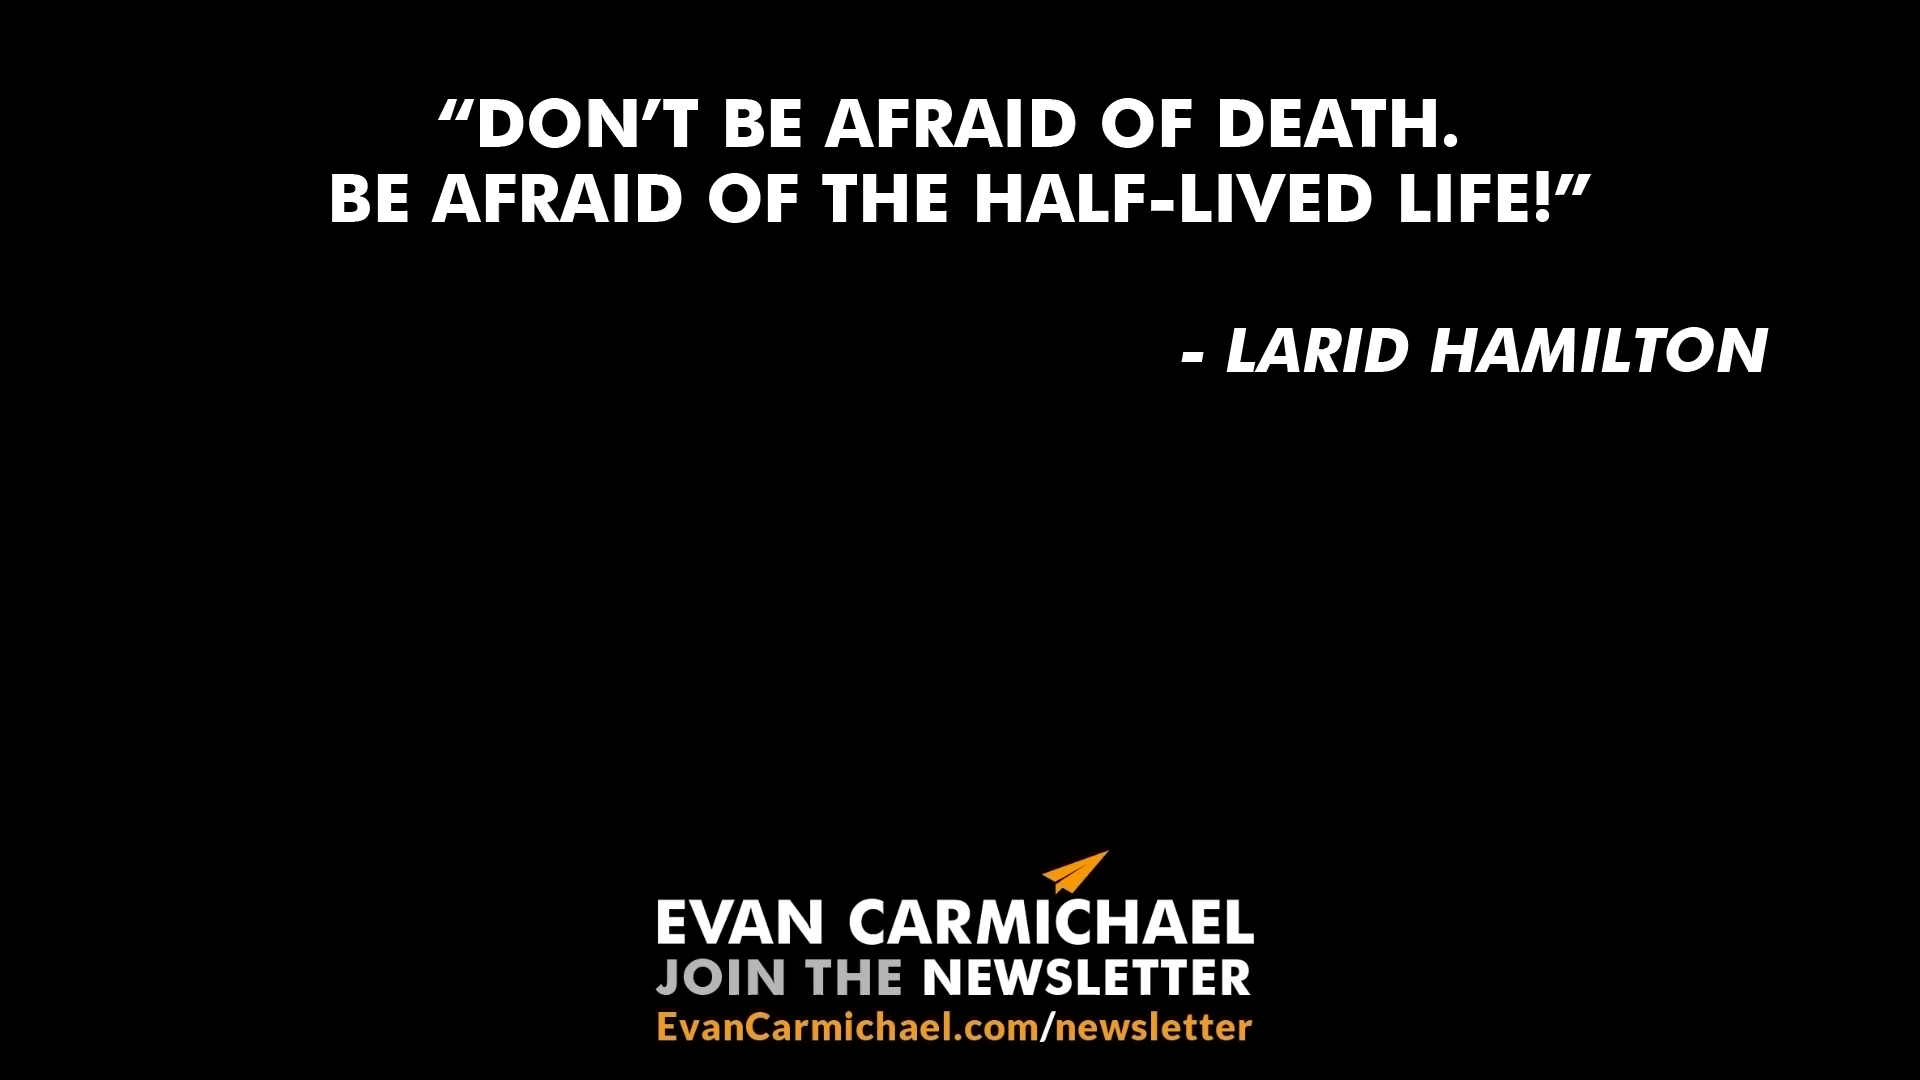 “DON’T BE AFRAID OF DEATH.
BE AFRAID OF THE HALF-LIVED LIFE!”
- LARID HAMILTON
EVAN CARMICHAEL
JOIN THE NEWSLETTER
EvanCarmichael.com/newsletter